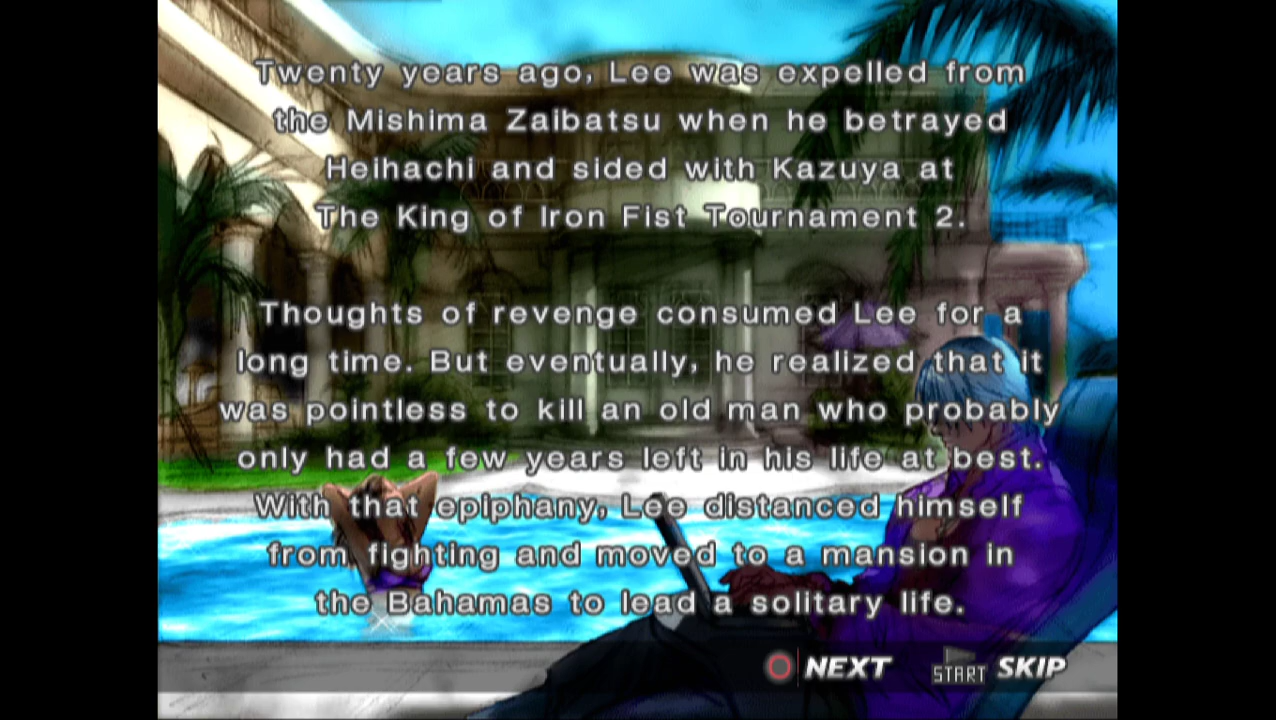 Twenty years ago, Lee was expelled from
the Mishima Zaibatsu when he betrayed
Heihachi and sided with Kazuya at
The King of Iron Fist Tournament 2.
Thoughts of revenge consumed Lee for a
long time. But eventually, he realized that it
was pointless to kill an old man who probably
only had a few years left in his life at best.
With that epiphany, Lee distanced himself
from fighting and moved to a mansion in
the Bahamas to lead a solitary life.
NEXT START SKIP